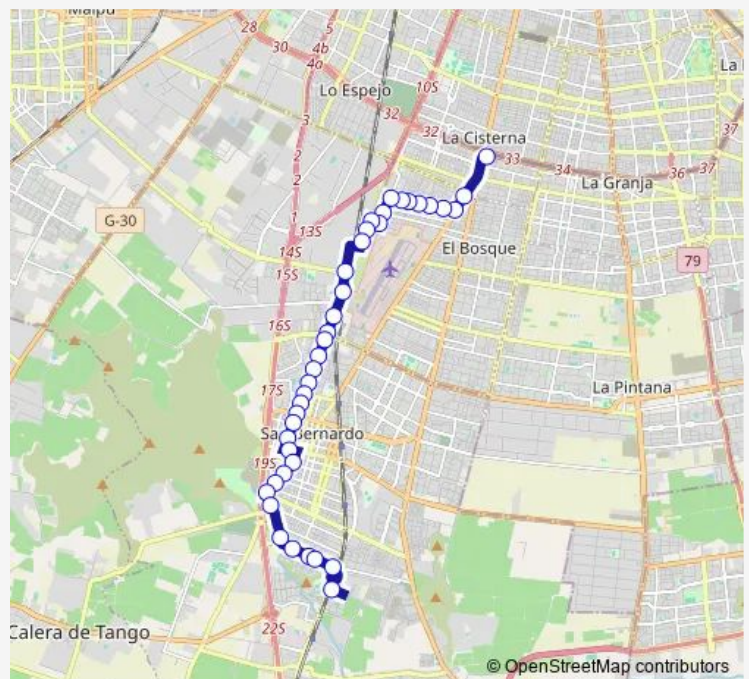 Maipú
28
5
30
4b
4a
Lo Espejo
10S
La
32
32
La Cisterna
37
3
33
34
36
37
2
La Granja
2
1
G-30
13S
14S
El Bosque
79
15S
16S
17S
La Pintana
San Bernardo
19S
Calera de Tango
22S
© OpenStreetMap contributors